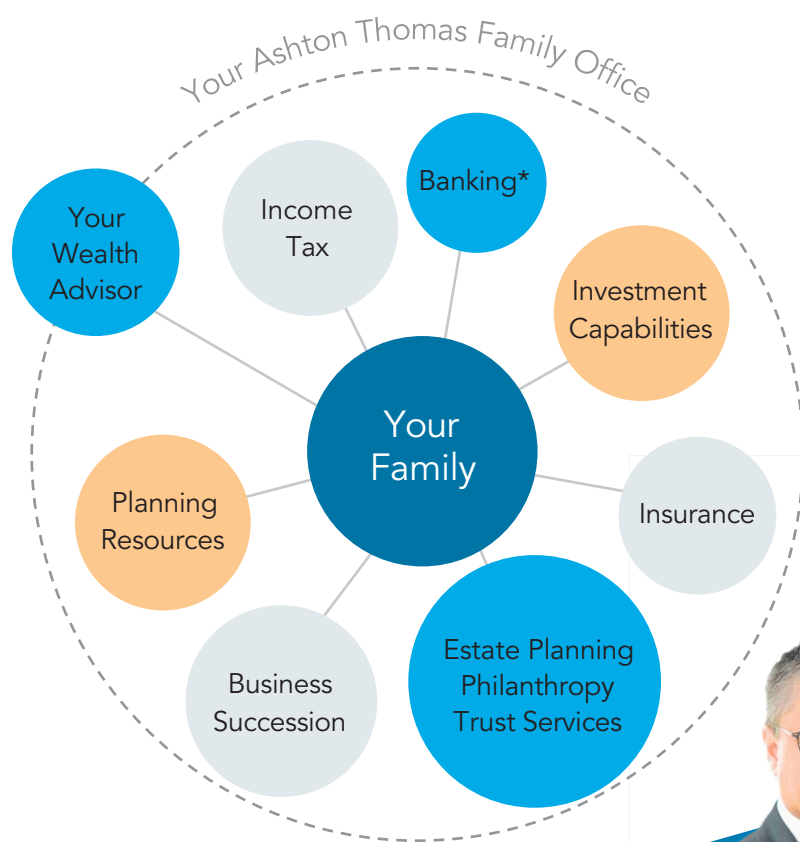 Your Ashton Thomas Family Office
Banking*
Your
Wealth
Advisor
Income
Tax
Investment
Capabilities
Your
Family
Planning
Resources
Insurance
Business
Succession
Estate Planning
Philanthropy
Trust Services